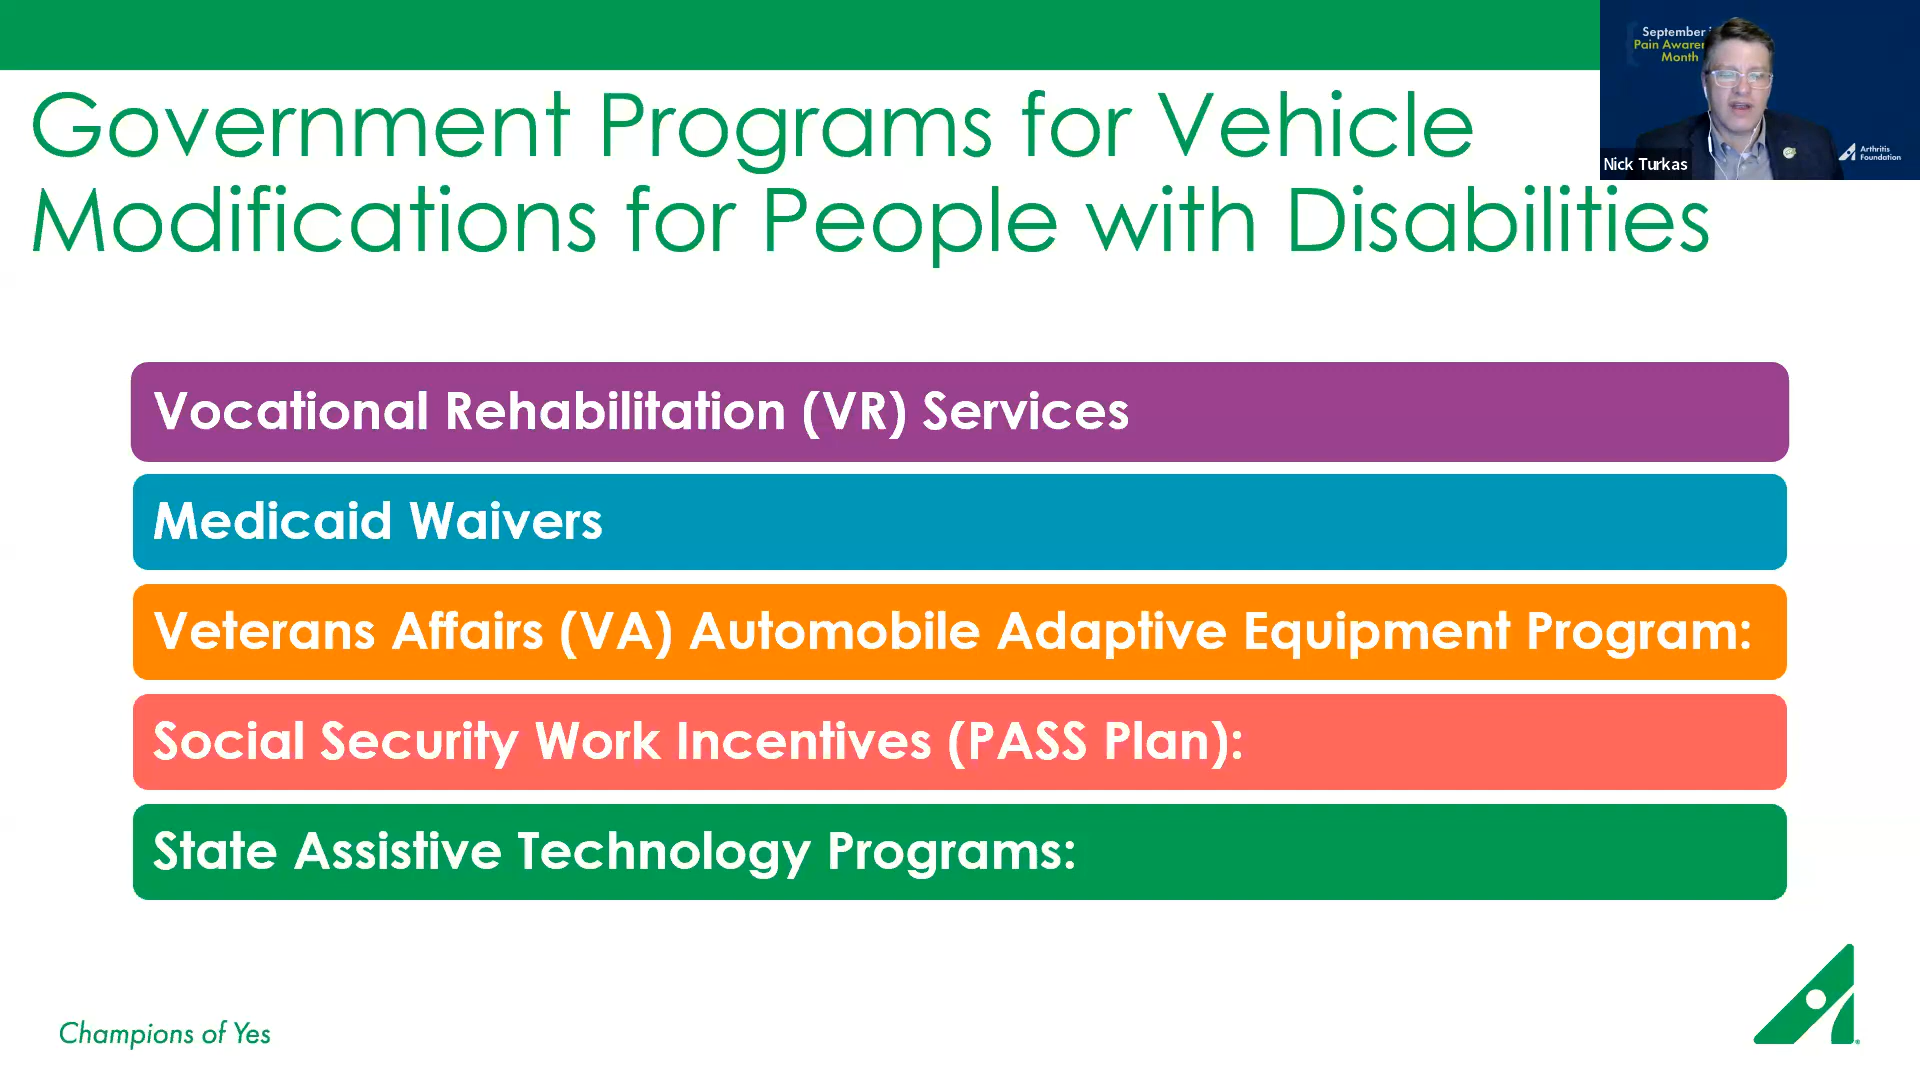 Government Programs for Vehicle
Modifications for People with Disabilities
September
Pain
Month
Nick Turkas
Arthritis
Foundation
Vocational Rehabilitation (VR) Services
Medicaid Waivers
Veterans Affairs (VA) Automobile Adaptive Equipment Program:
Social Security Work Incentives (PASS Plan):
State Assistive Technology Programs:
Champions of Yes